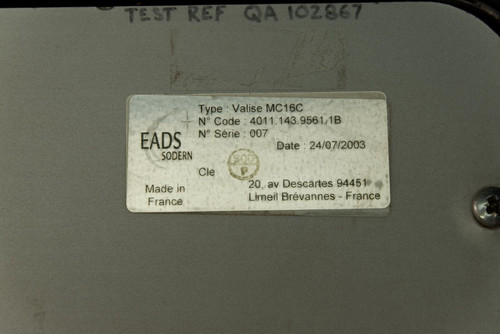 TEST REF QA 102867
EADS
SODERN
Made in
France
Type : Valise MC16C
N° Code : 4011.143.9561,1B
N° Série : 007
Date : 24/07/2003
Cle
20, av Descartes 94451
Limeil Brévannes - France